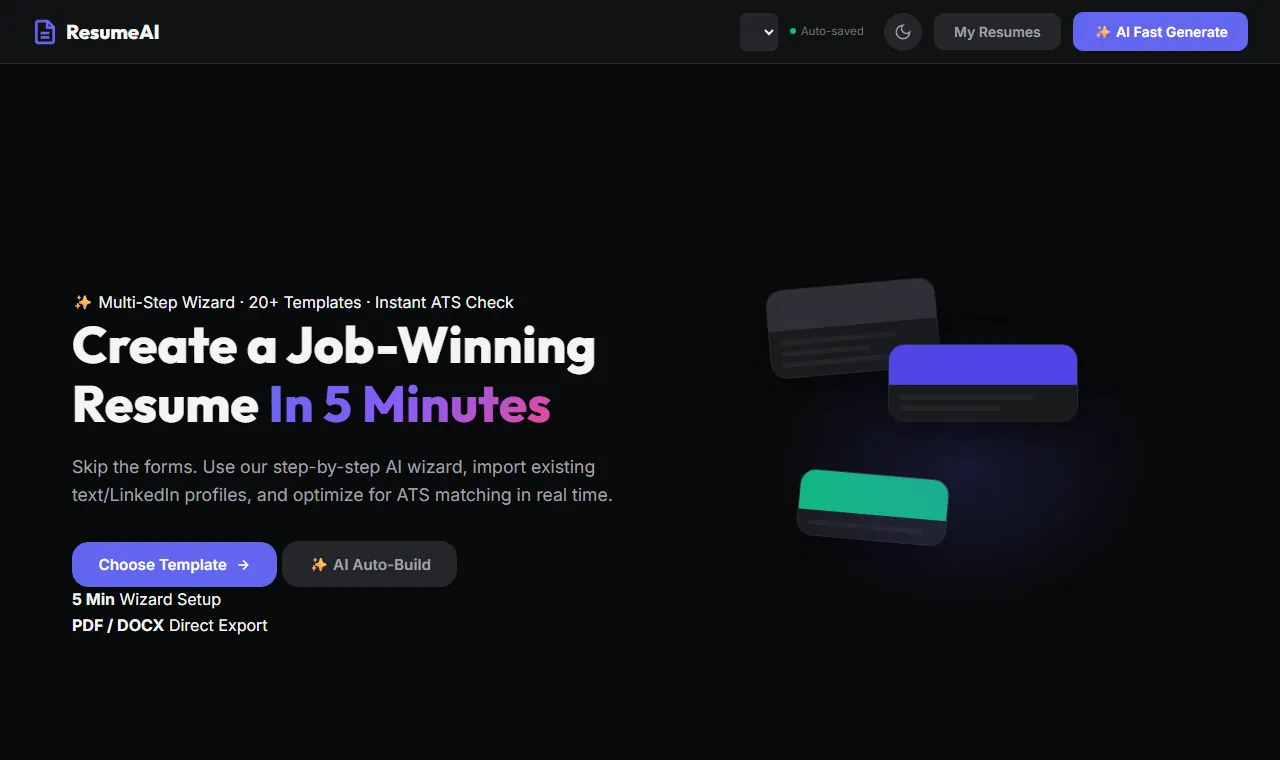 ResumeAI
Auto-saved
My Resumes
✨ AI Fast Generate
✨ Multi-Step Wizard · 20+ Templates · Instant ATS Check
Create a Job-Winning
Resume In 5 Minutes
Skip the forms. Use our step-by-step AI wizard, import existing
text/LinkedIn profiles, and optimize for ATS matching in real time.
Choose Template →
✨ AI Auto-Build
5 Min Wizard Setup
PDF / DOCX Direct Export